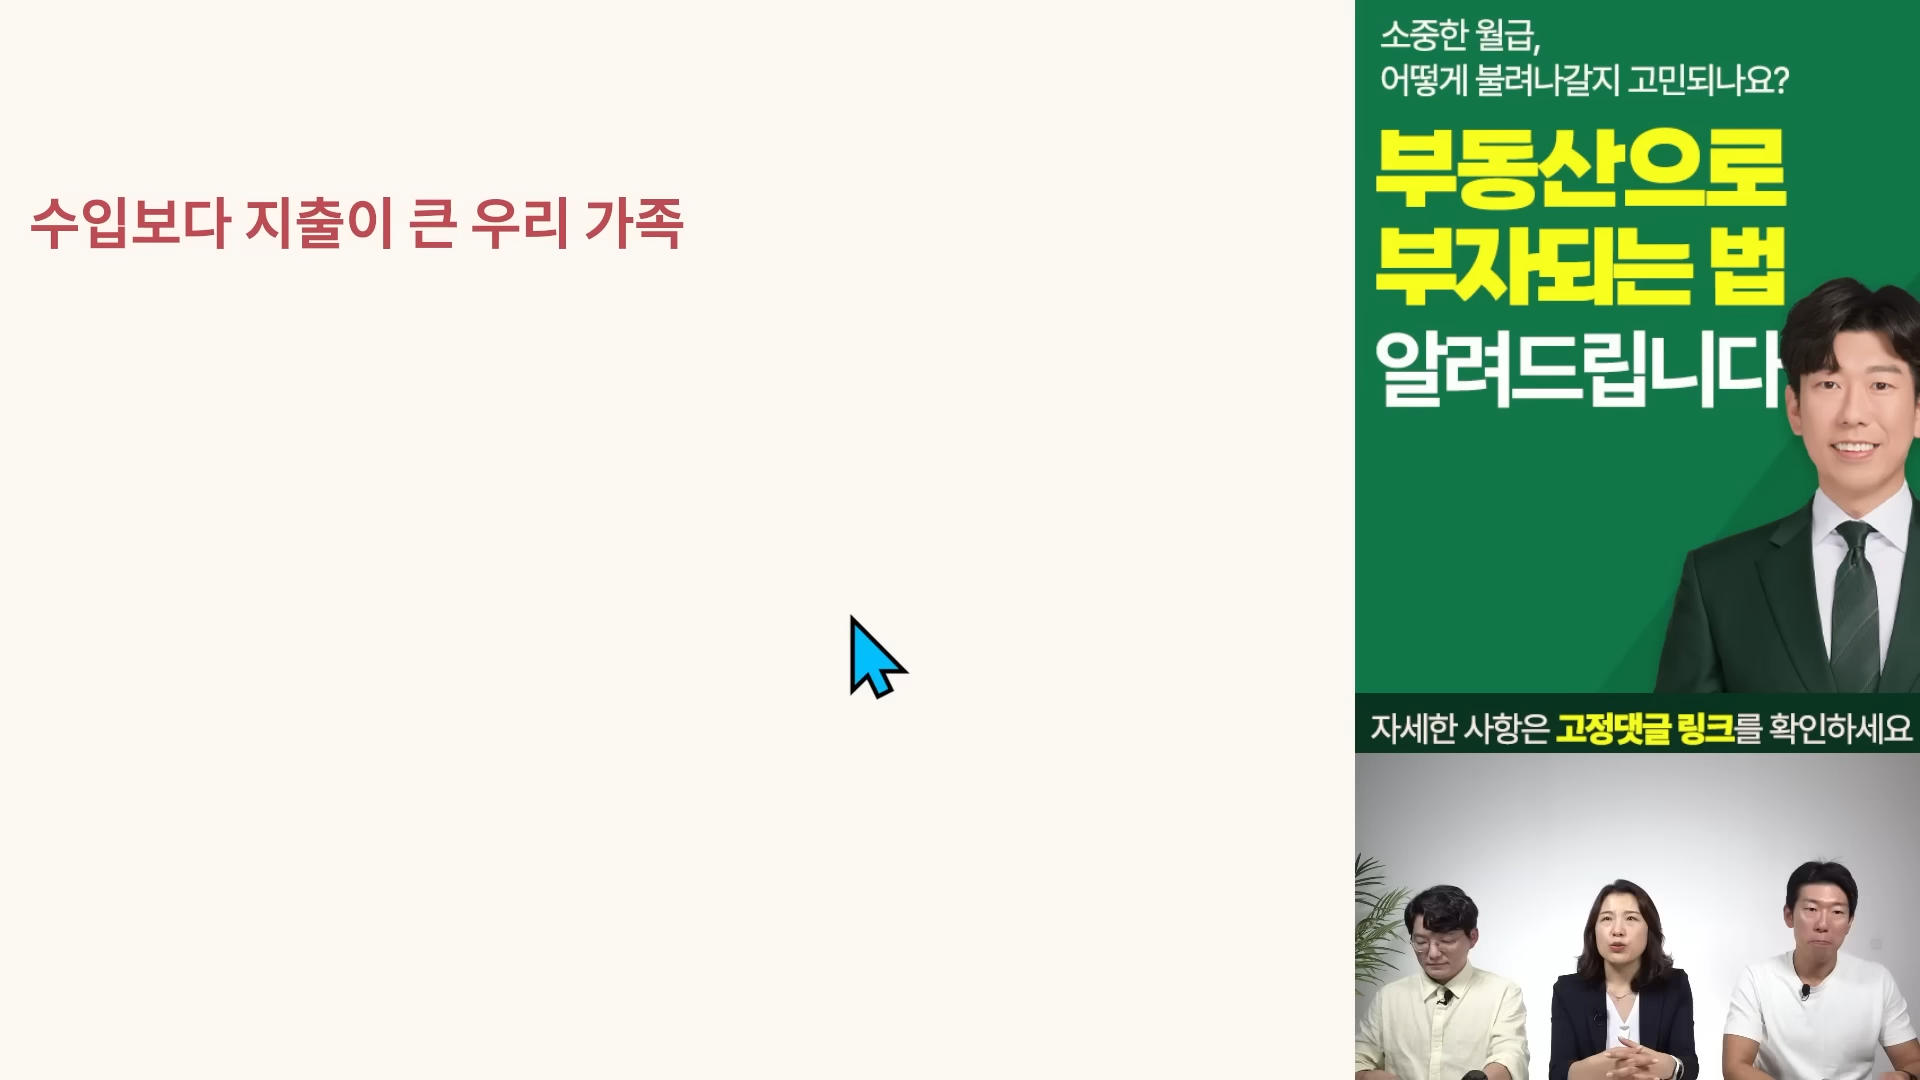 수입보다 지출이 큰 우리 가족
소중한 월급,
어떻게 불려나갈지 고민되나요?
부동산으로
부자되는 법
알려드립니다
자세한 사항은 고정댓글 링크를 확인하세요